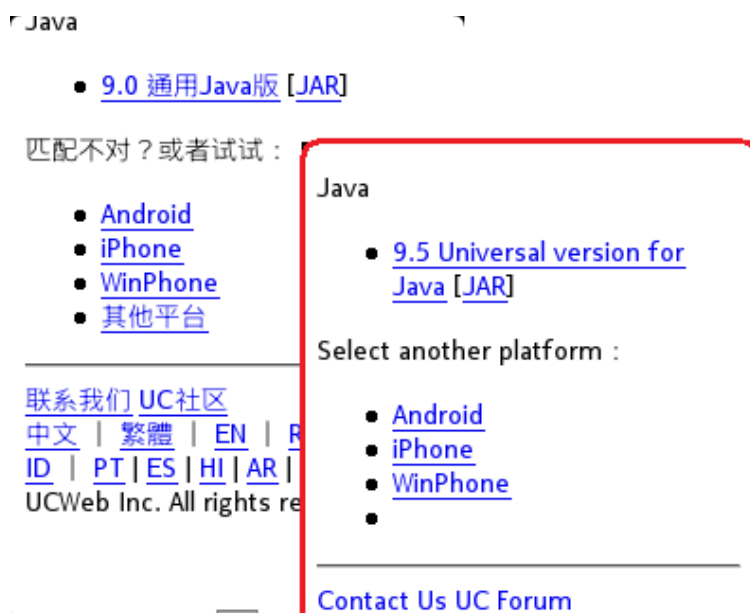 Java
9.0 通用Java版 [JAR]
匹配不对？或者试试：
Android
iPhone
WinPhone
其他平台
联系我们 UC社区
中文 | 繁體 | EN |
ID | PT | ES | HI | AR |
UCWeb Inc. All rights re
Java
9.5 Universal version for
Java [JAR]
Select another platform :
Android
iPhone
WinPhone
Contact Us UC Forum